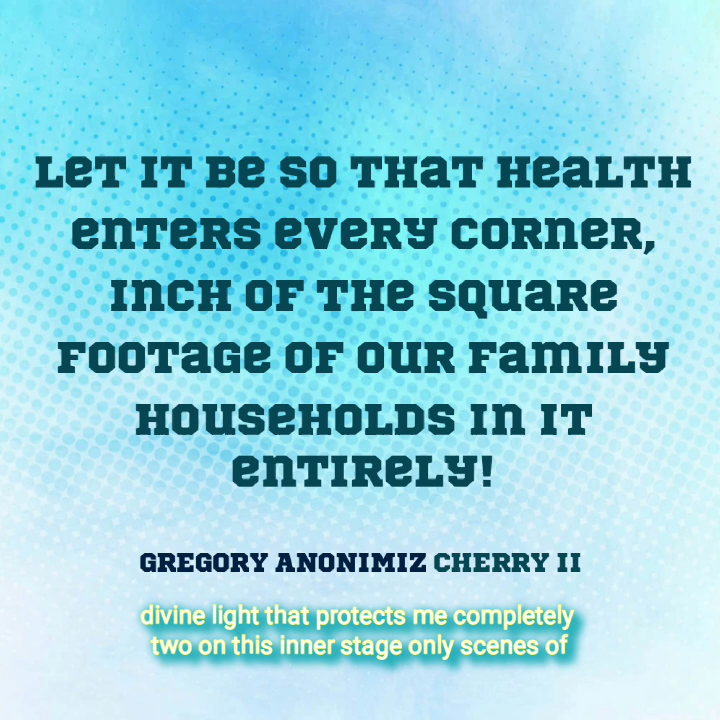 LeT IT Be SO THaT HeaLTH
enTeRS eveRY CORneR,
InCH OF THe SQUaRe
FOOTaGe OF OUR FamILY
HOUSeHOLDS In IT
enTIReLY!
GREGORY ANONIMIZ CHERRY II
divine light that protects me completely
two on this inner stage only scenes of